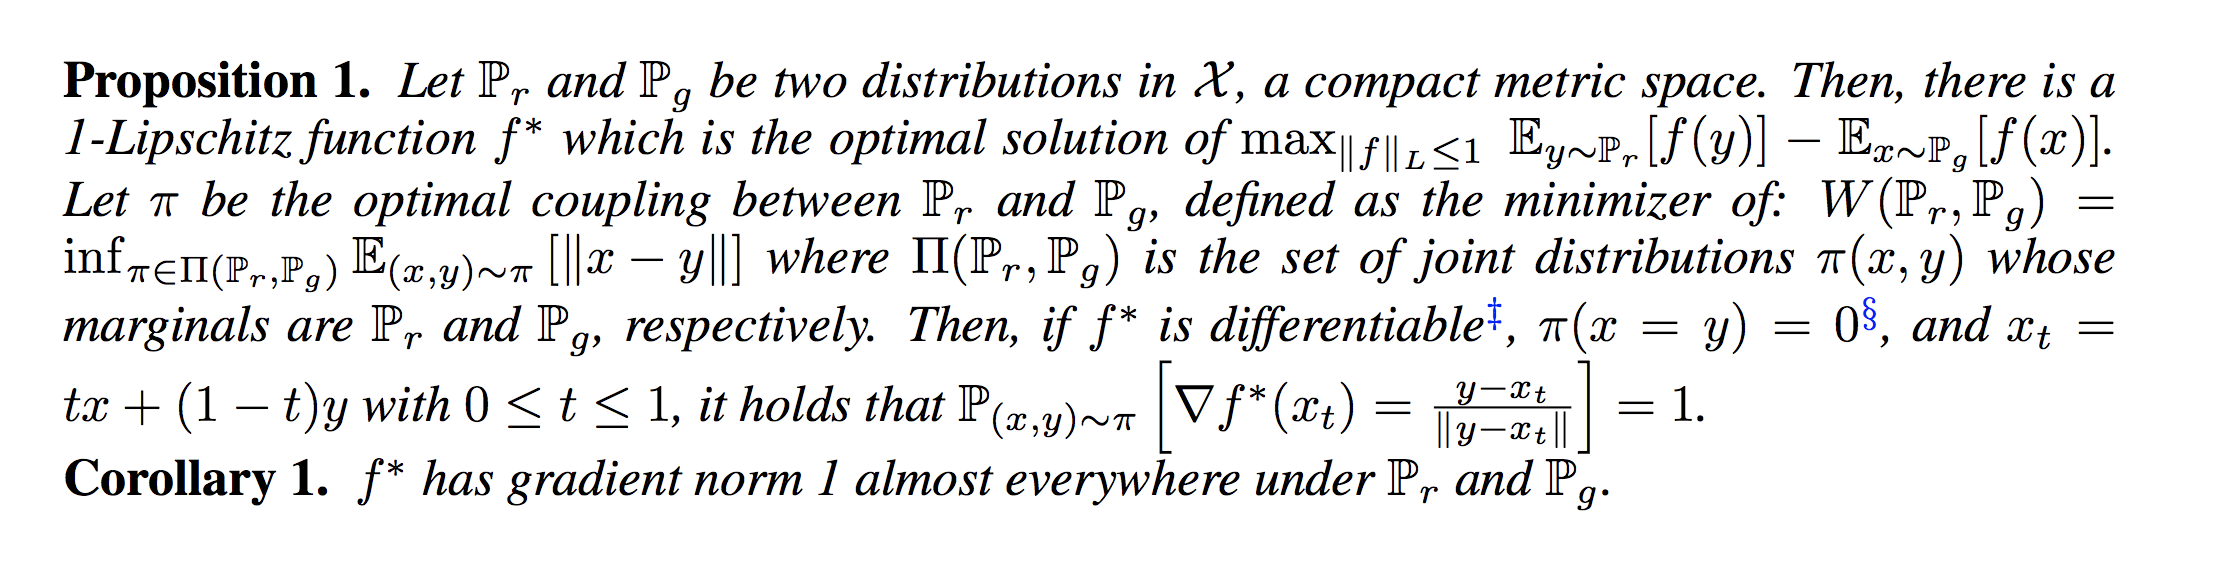 Proposition 1. Let ℙ_r and ℙ_g be two distributions in 𝒳, a compact metric space. Then, there is a
1-Lipschitz function f* which is the optimal solution of max_{‖f‖_L≤1} 𝔼_{y∼ℙ_r}[f(y)] − 𝔼_{x∼ℙ_g}[f(x)].
Let π be the optimal coupling between ℙ_r and ℙ_g, defined as the minimizer of: W(ℙ_r, ℙ_g) =
inf_{π∈Π(ℙ_r,ℙ_g)} 𝔼_{(x,y)∼π} [‖x − y‖] where Π(ℙ_r, ℙ_g) is the set of joint distributions π(x, y) whose
marginals are ℙ_r and ℙ_g, respectively. Then, if f* is differentiable‡, π(x = y) = 0§, and x_t =
tx + (1 − t)y with 0 ≤ t ≤ 1, it holds that ℙ_{(x,y)∼π} [∇f*(x_t) = (y−x_t)/‖y−x_t‖] = 1.
Corollary 1. f* has gradient norm 1 almost everywhere under ℙ_r and ℙ_g.